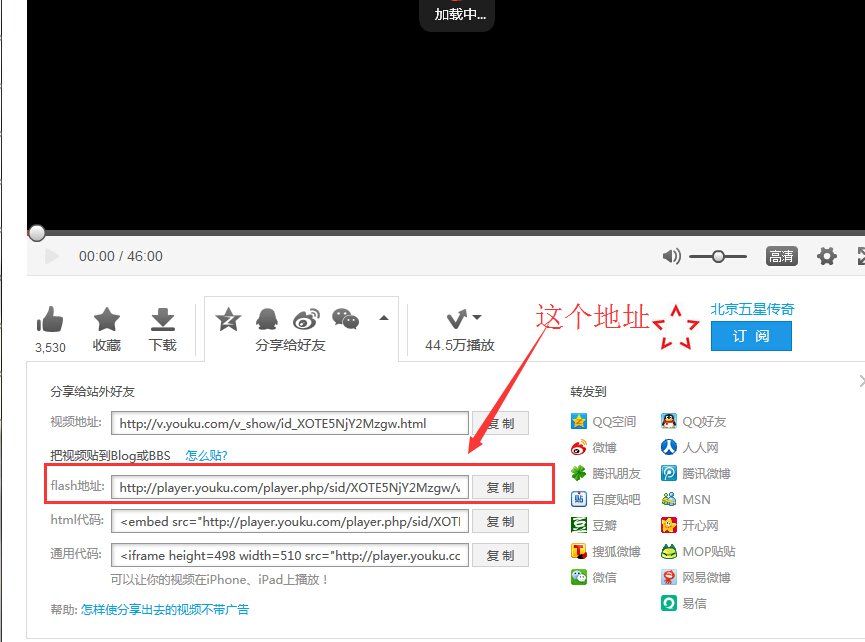 加载中...
00:00 / 46:00
高清
3,530
收藏
下载
分享给好友
44.5万播放
这个地址
北京五星传奇
订 阅
分享给站外好友
视频地址: http://v.youku.com/v_show/id_XOTE5NjY2Mzgw.html 复 制
把视频贴到Blog或BBS 怎么贴?
flash地址: http://player.youku.com/player.php/sid/XOTE5NjY2Mzgw/v 复 制
html代码: <embed src="http://player.youku.com/player.php/sid/XOTI 复 制
通用代码: <iframe height=498 width=510 src="http://player.youku.cc 复 制
可以让你的视频在iPhone、iPad上播放！
帮助: 怎样使分享出去的视频不带广告
转发到
QQ空间 QQ好友
微博 人人网
腾讯朋友 腾讯微博
百度贴吧 MSN
豆瓣 开心网
搜狐微博 MOP贴贴
微信 网易微博
易信